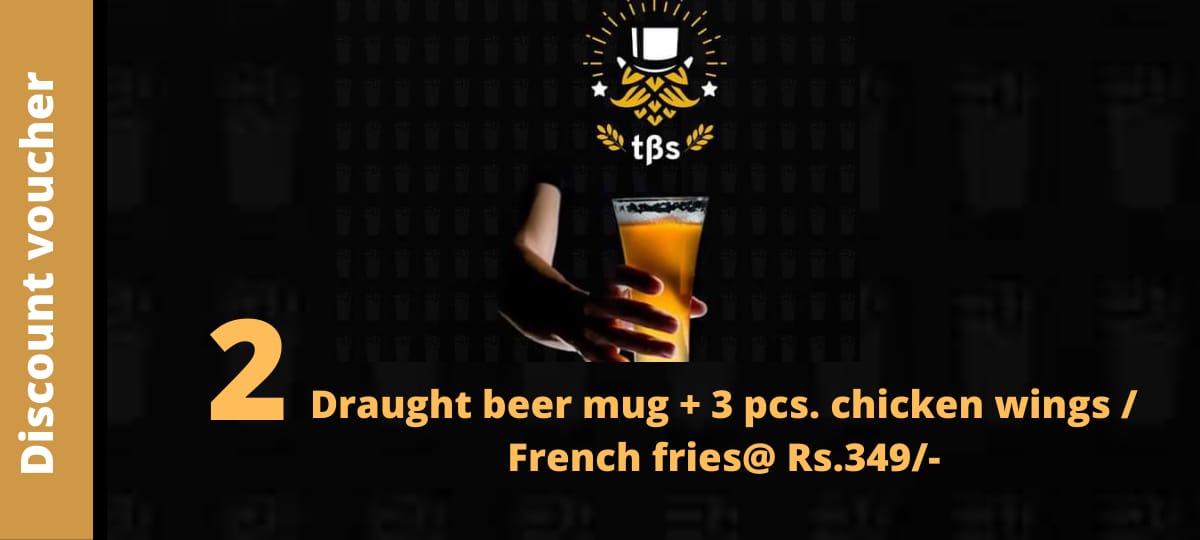 Discount voucher
tβs
2 Draught beer mug + 3 pcs. chicken wings /
French fries@ Rs.349/-